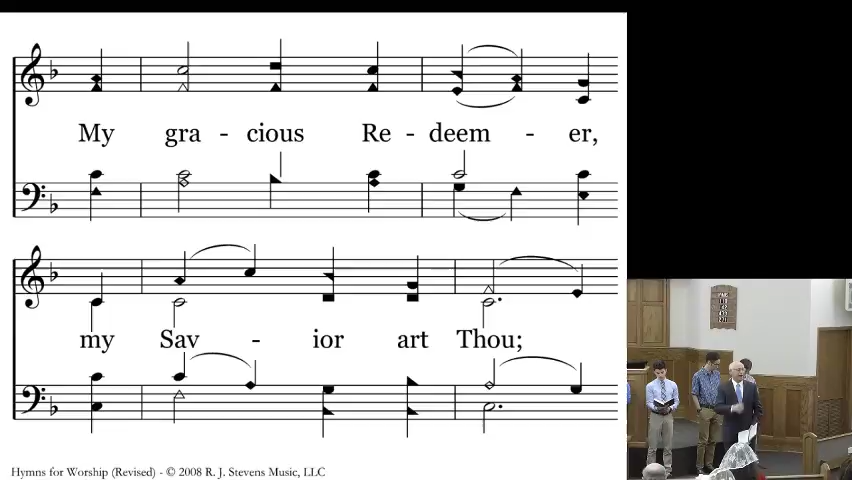 My gra - cious Re - deem - er,
my Sav - ior art Thou;
Hymns for Worship (Revised) - © 2008 R. J. Stevens Music, LLC